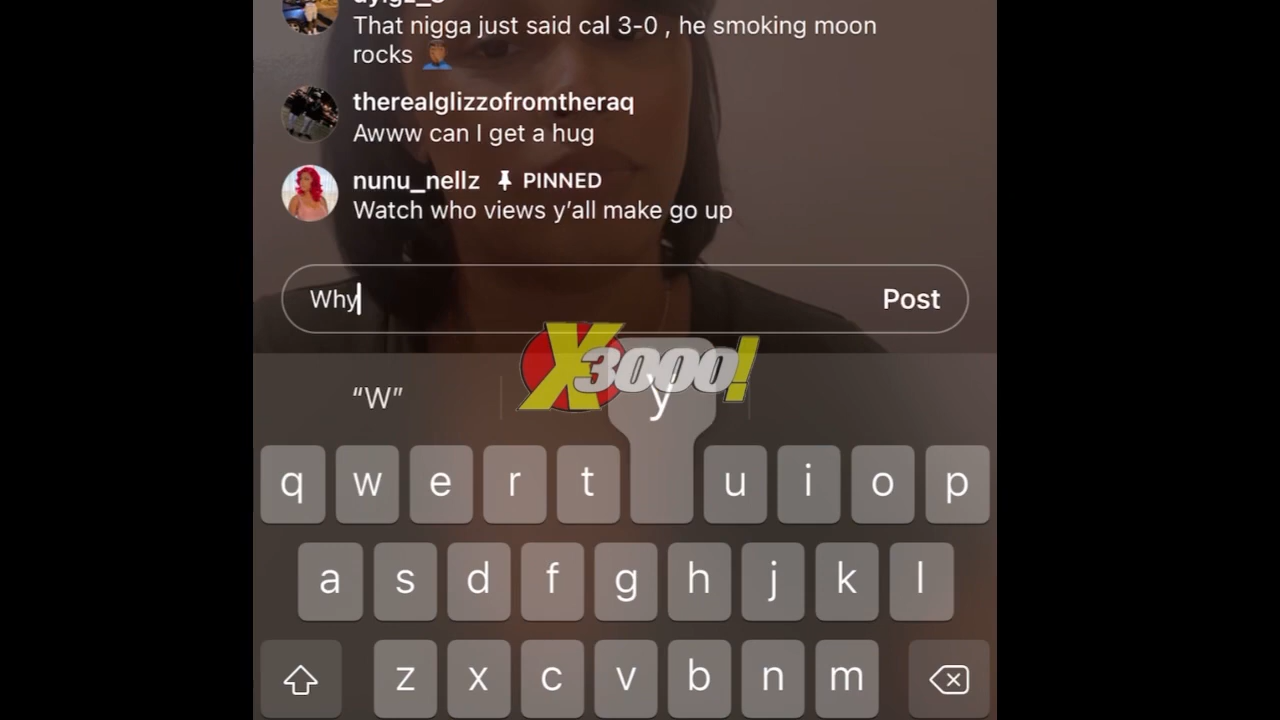 That nigga just said cal 3-0 , he smoking moon
rocks
therealglizzofromtheraq
Awww can I get a hug
nunu_nellz PINNED
Watch who views y’all make go up
Why
Post
X3000!
“W”
y
q w e r t u i o p
a s d f g h j k l
z x c v b n m